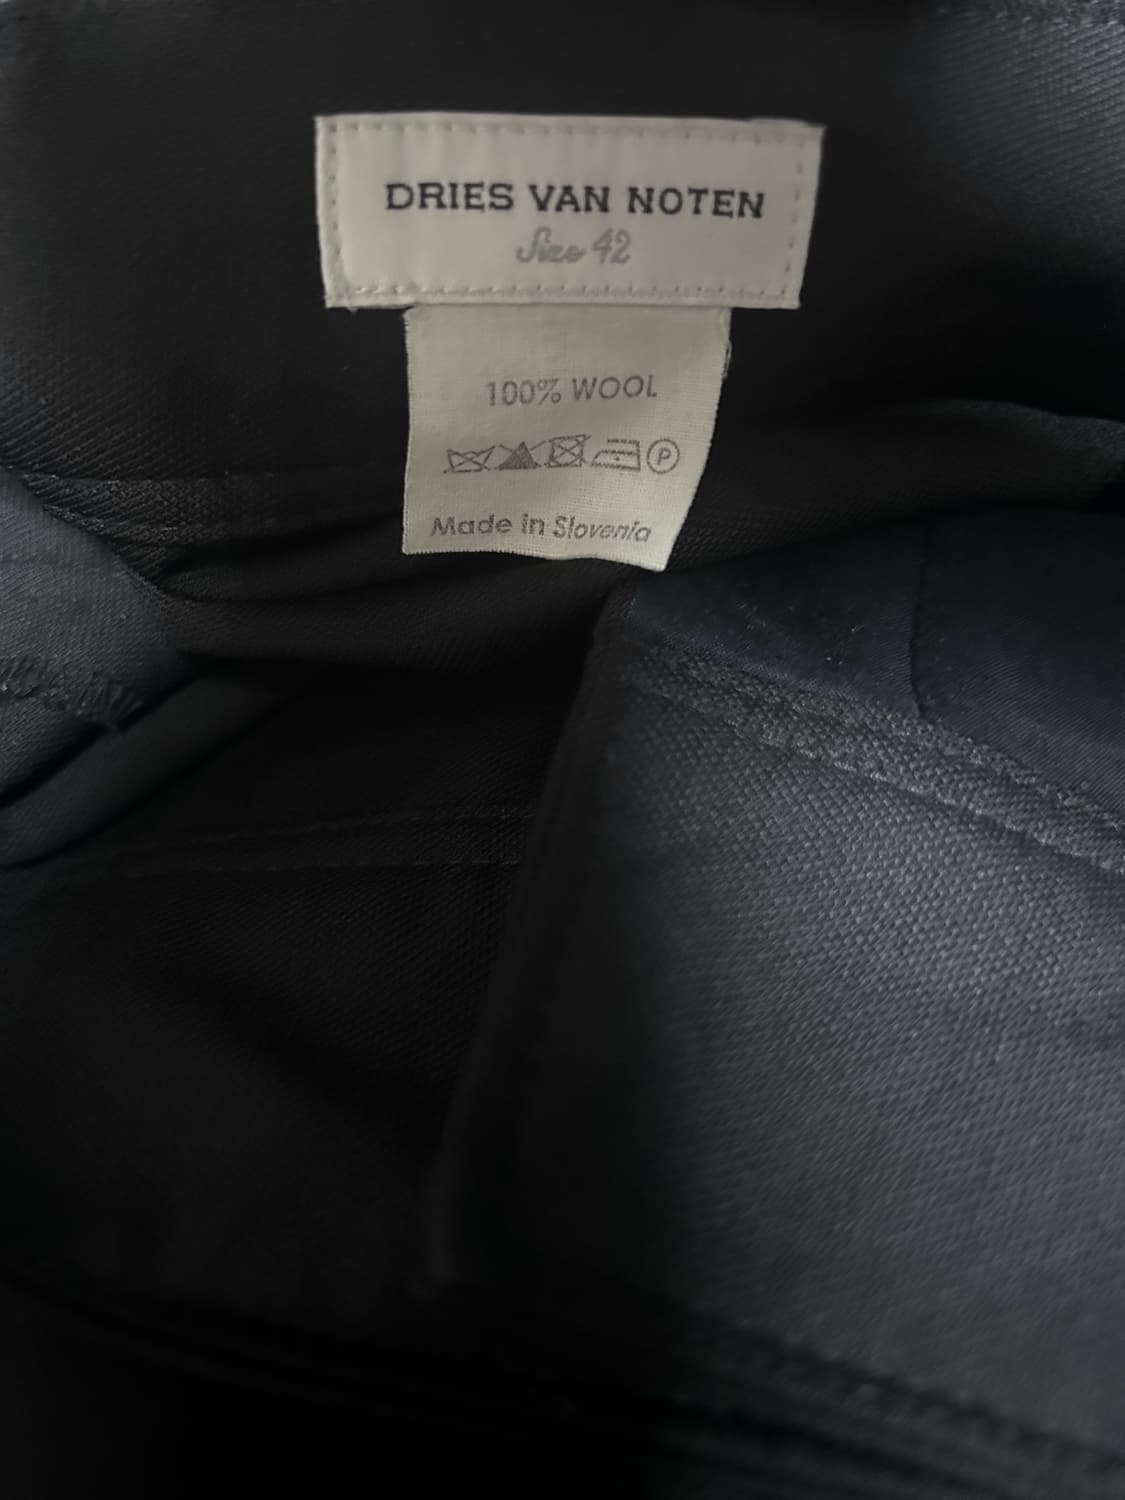 DRIES VAN NOTEN
Size 42
100% WOOL
P
Made in Slovenia